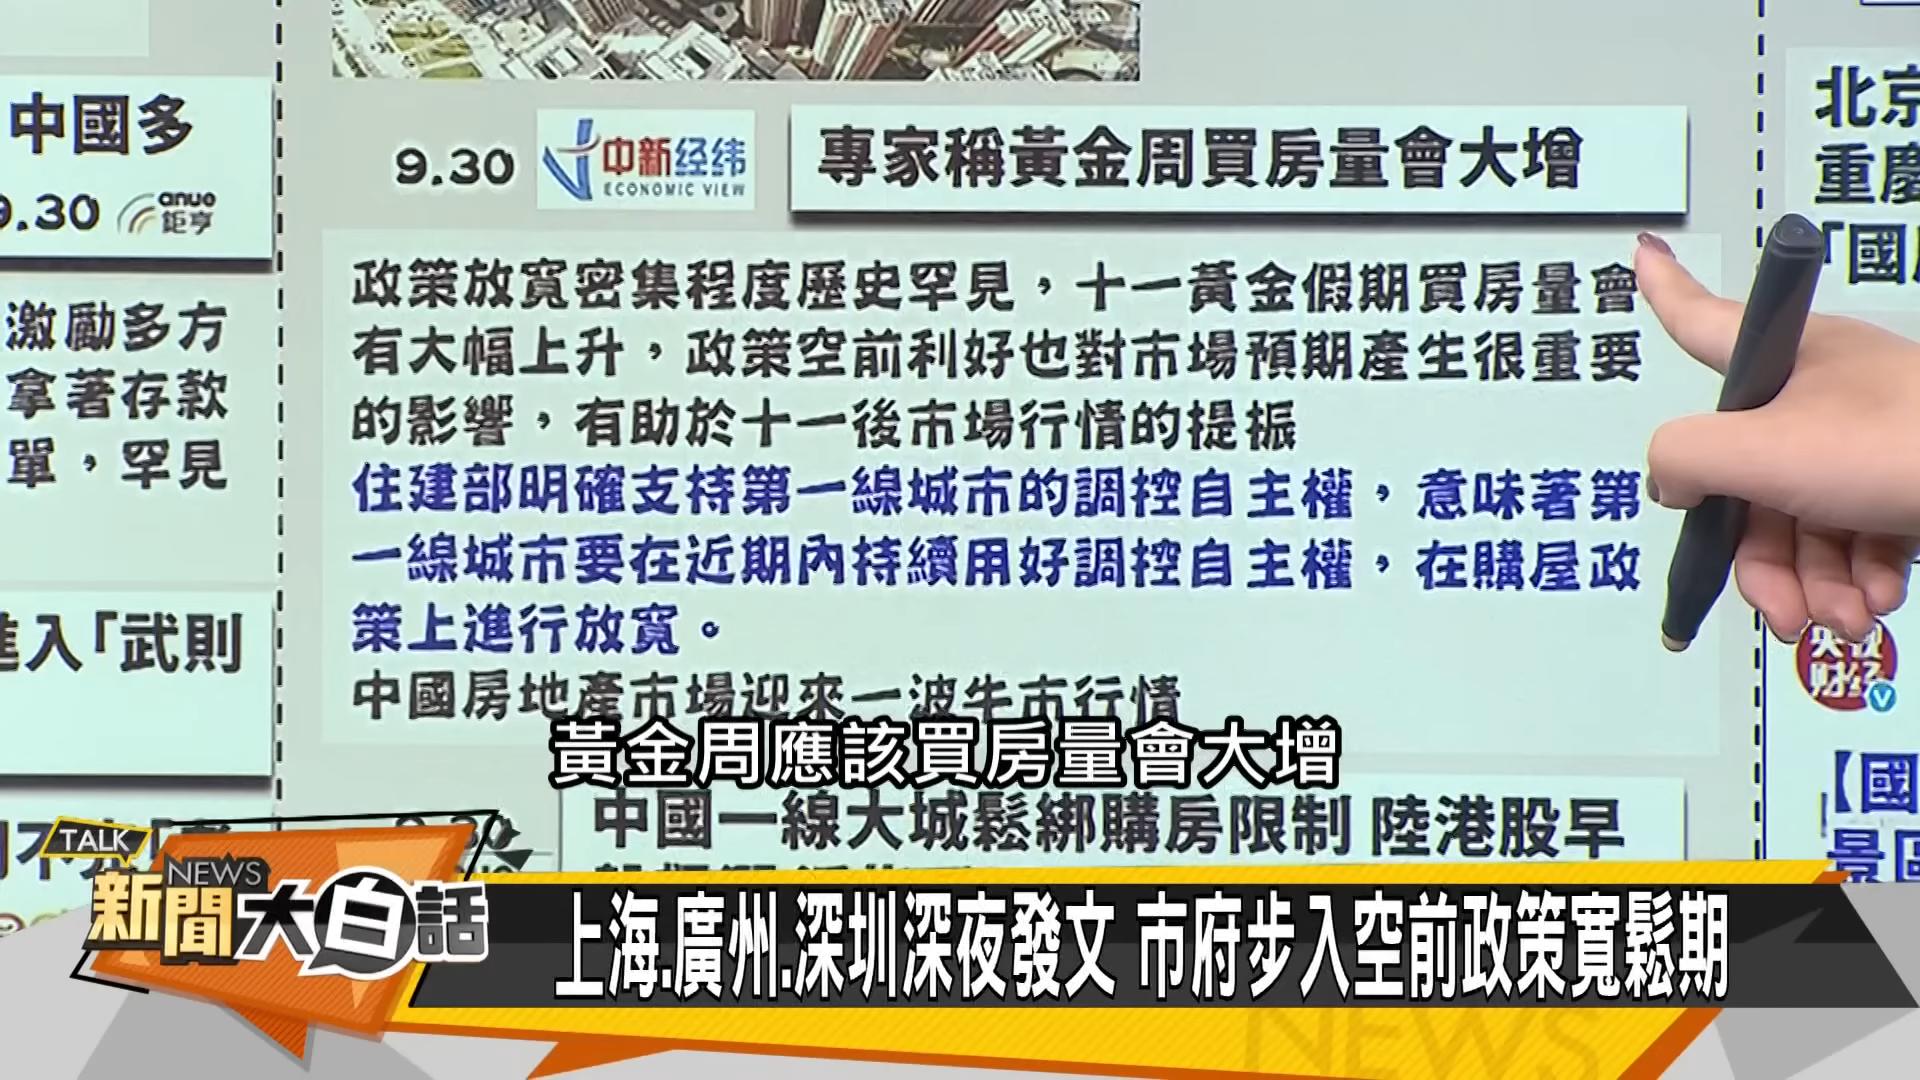 中國多
9.30 anue 鉅亨
激勵多方
拿著存款
單，罕見
進入「武則
9.30 中新经纬 ECONOMIC VIEW
專家稱黃金周買房量會大增
政策放寬密集程度歷史罕見，十一黃金假期買房量會
有大幅上升，政策空前利好也對市場預期產生很重要
的影響，有助於十一後市場行情的提振
住建部明確支持第一線城市的調控自主權，意味著第
一線城市要在近期內持續用好調控自主權，在購屋政
策上進行放寬。
中國房地產市場迎來一波牛市行情
黃金周應該買房量會大增
9.30 中國一線大城鬆綁購房限制 陸港股早
北京
重慶
「國
央视
财经
【國
景區
TALK
NEWS
新聞大白話
上海.廣州.深圳深夜發文 市府步入空前政策寬鬆期
NEWS